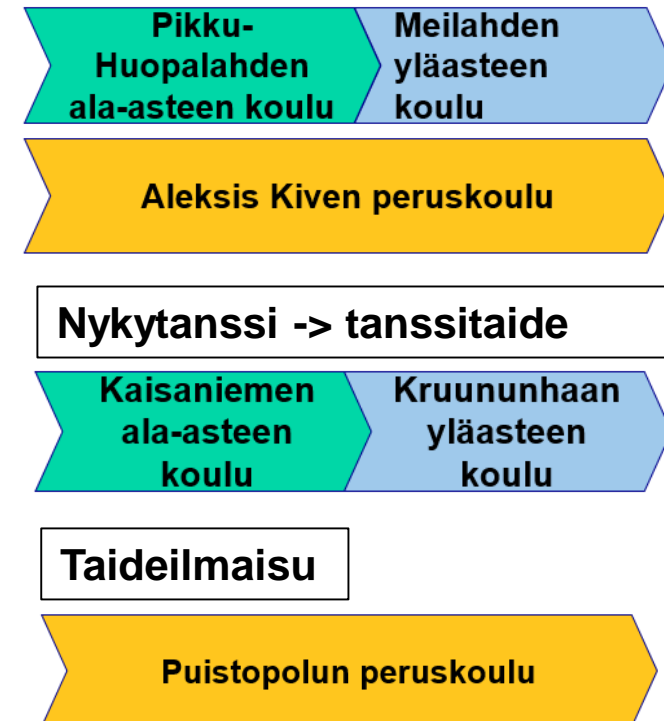 Pikku-
Huopalahden
ala-asteen koulu
Meilahden
yläasteen
koulu
Aleksis Kiven peruskoulu
Nykytanssi -> tanssitaide
Kaisaniemen
ala-asteen
koulu
Kruununhaan
yläasteen
koulu
Taideilmaisu
Puistopolun peruskoulu